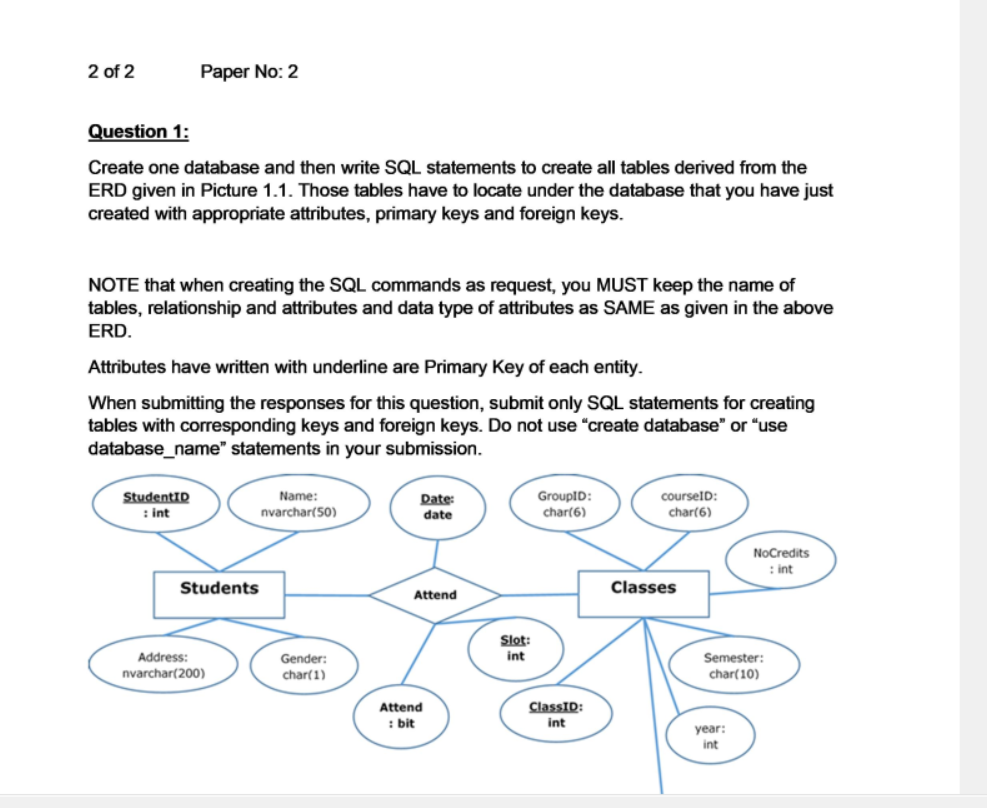 2 of 2 Paper No: 2
Question 1:
Create one database and then write SQL statements to create all tables derived from the
ERD given in Picture 1.1. Those tables have to locate under the database that you have just
created with appropriate attributes, primary keys and foreign keys.
NOTE that when creating the SQL commands as request, you MUST keep the name of
tables, relationship and attributes and data type of attributes as SAME as given in the above
ERD.
Attributes have written with underline are Primary Key of each entity.
When submitting the responses for this question, submit only SQL statements for creating
tables with corresponding keys and foreign keys. Do not use “create database” or “use
database_name” statements in your submission.
StudentID
: int
Name:
nvarchar(50)
Date:
date
GroupID:
char(6)
courseID:
char(6)
NoCredits
: int
Students
Attend
Classes
Address:
nvarchar(200)
Gender:
char(1)
Slot:
int
Semester:
char(10)
Attend
: bit
ClassID:
int
year:
int